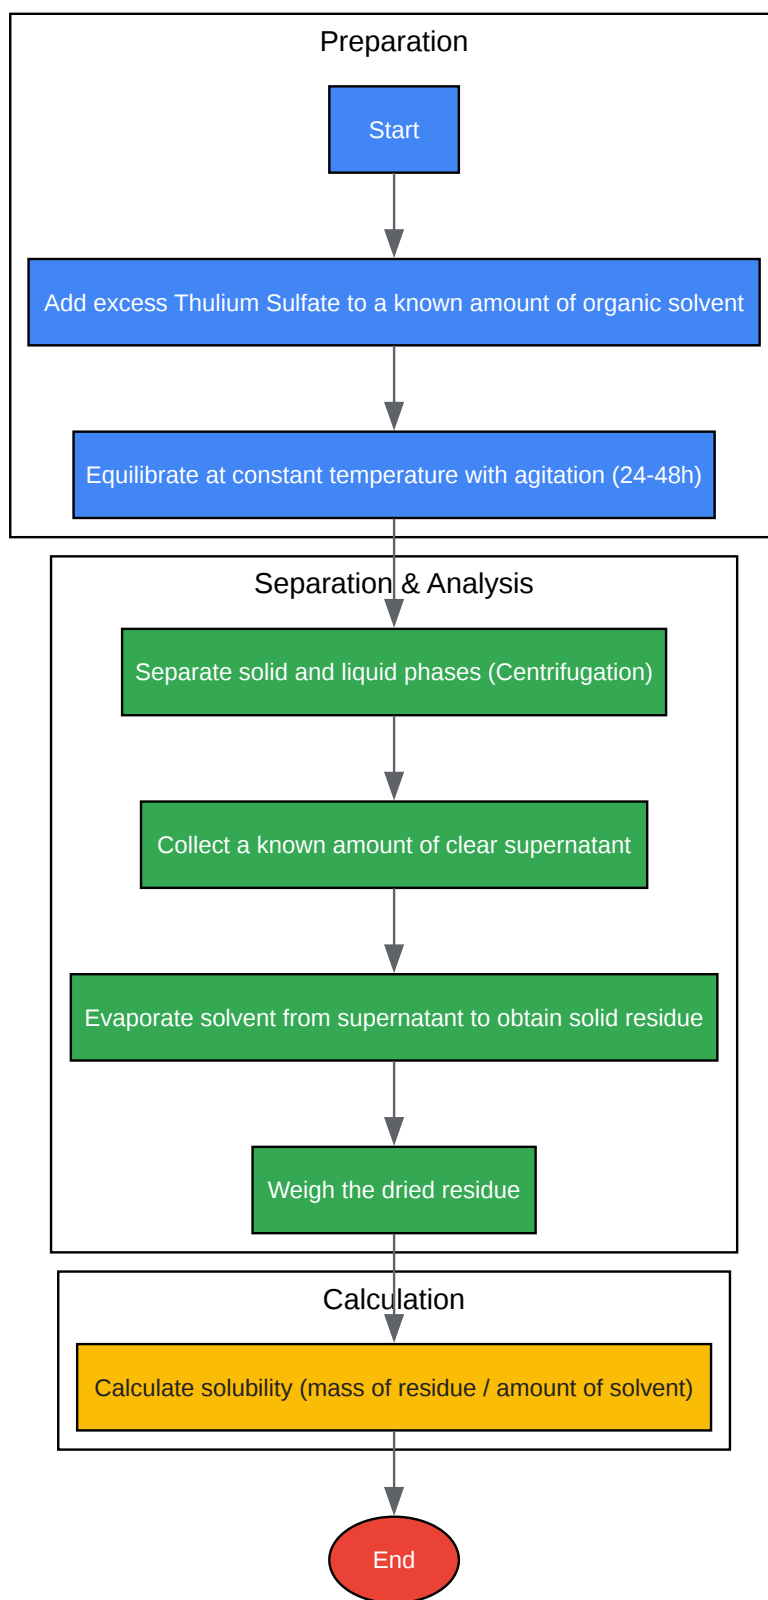 Preparation
Start
Add excess Thulium Sulfate to a known amount of organic solvent
Equilibrate at constant temperature with agitation (24-48h)
Separation & Analysis
Separate solid and liquid phases (Centrifugation)
Collect a known amount of clear supernatant
Evaporate solvent from supernatant to obtain solid residue
Weigh the dried residue
Calculation
Calculate solubility (mass of residue / amount of solvent)
End